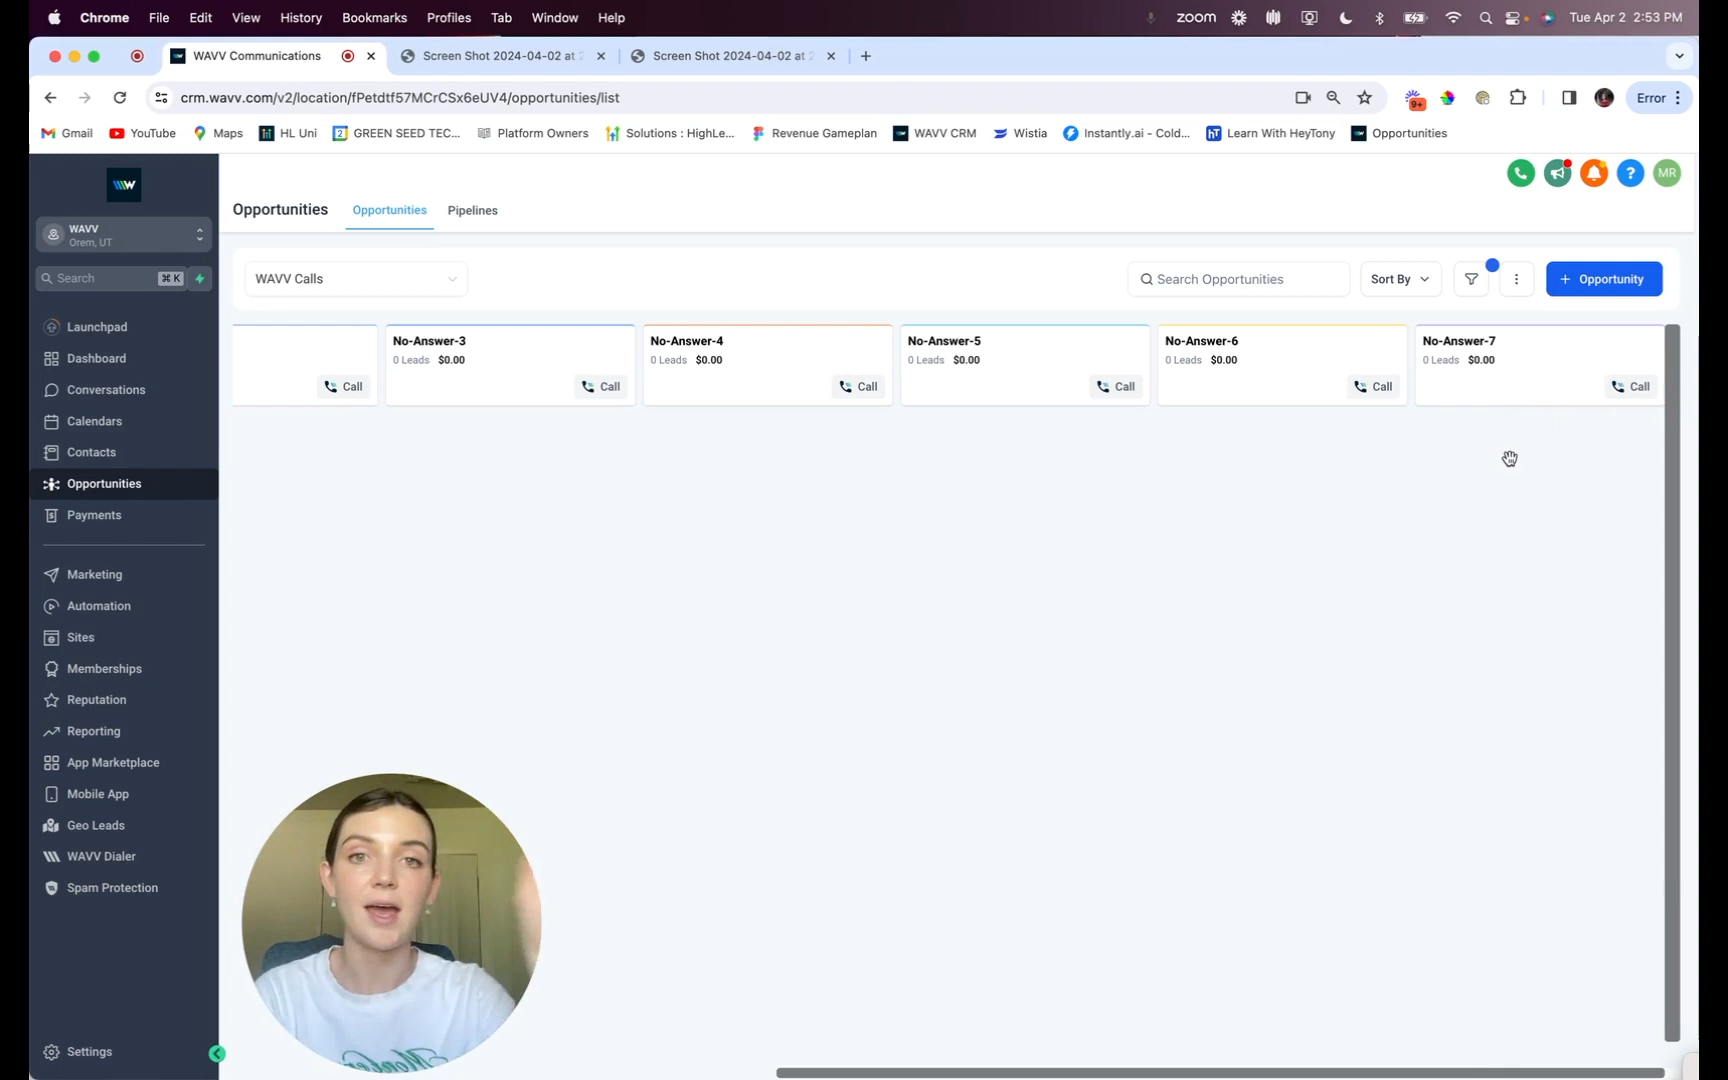 Chrome File Edit View History Bookmarks Profiles Tab Window Help zoom Tue Apr 2 2:53 PM
WAVV Communications Screen Shot 2024-04-02 at 2 Screen Shot 2024-04-02 at 2
crm.wavv.com/v2/location/fPetdtf57MCrCSx6eUV4/opportunities/list 9+ Error
Gmail YouTube Maps HL Uni 2 GREEN SEED TEC... Platform Owners Solutions : HighLe... Revenue Gameplan WAVV CRM Wistia Instantly.ai - Cold... hT Learn With HeyTony Opportunities
? MR
Opportunities Opportunities Pipelines
WAVV
Orem, UT
Search ⌘ K
WAVV Calls Search Opportunities Sort By + Opportunity
Launchpad
Dashboard
Conversations
Calendars
Contacts
Opportunities
Payments
Marketing
Automation
Sites
Memberships
Reputation
Reporting
App Marketplace
Mobile App
Geo Leads
WAVV Dialer
Spam Protection
Settings
No-Answer-3 No-Answer-4 No-Answer-5 No-Answer-6 No-Answer-7
0 Leads $0.00 0 Leads $0.00 0 Leads $0.00 0 Leads $0.00 0 Leads $0.00
Call Call Call Call Call Call